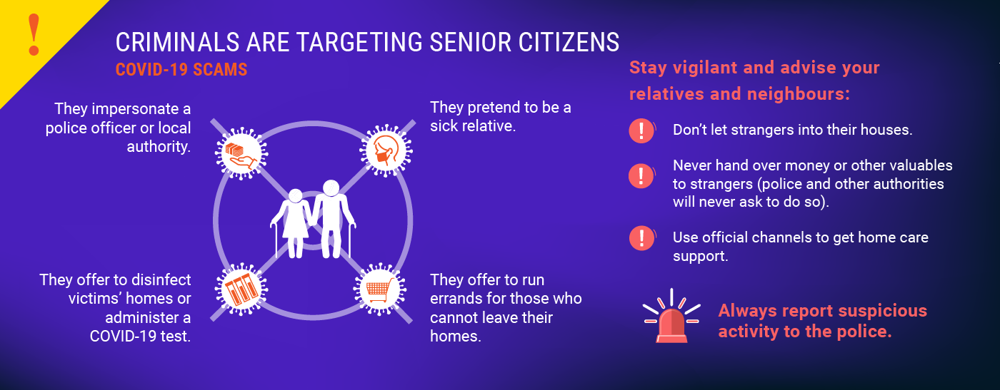 !
CRIMINALS ARE TARGETING SENIOR CITIZENS
COVID-19 SCAMS
They impersonate a
police officer or local
authority.
They pretend to be a
sick relative.
They offer to disinfect
victims’ homes or
administer a
COVID-19 test.
They offer to run
errands for those who
cannot leave their
homes.
Stay vigilant and advise your
relatives and neighbours:
! Don’t let strangers into their houses.
! Never hand over money or other valuables
to strangers (police and other authorities
will never ask to do so).
! Use official channels to get home care
support.
Always report suspicious
activity to the police.